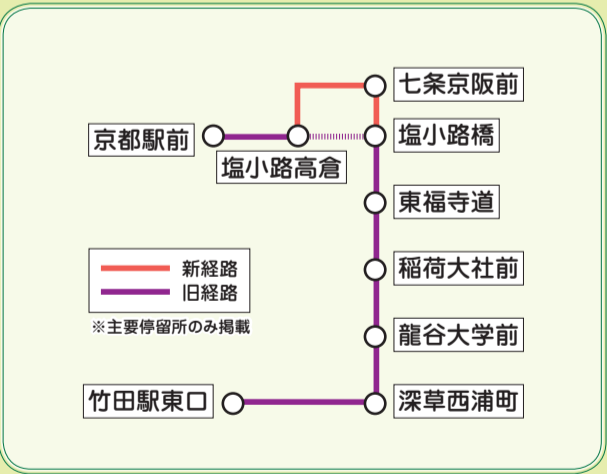 七条京阪前
京都駅前
塩小路高倉
塩小路橋
東福寺道
稲荷大社前
新経路
旧経路
※主要停留所のみ掲載
龍谷大学前
竹田駅東口
深草西浦町